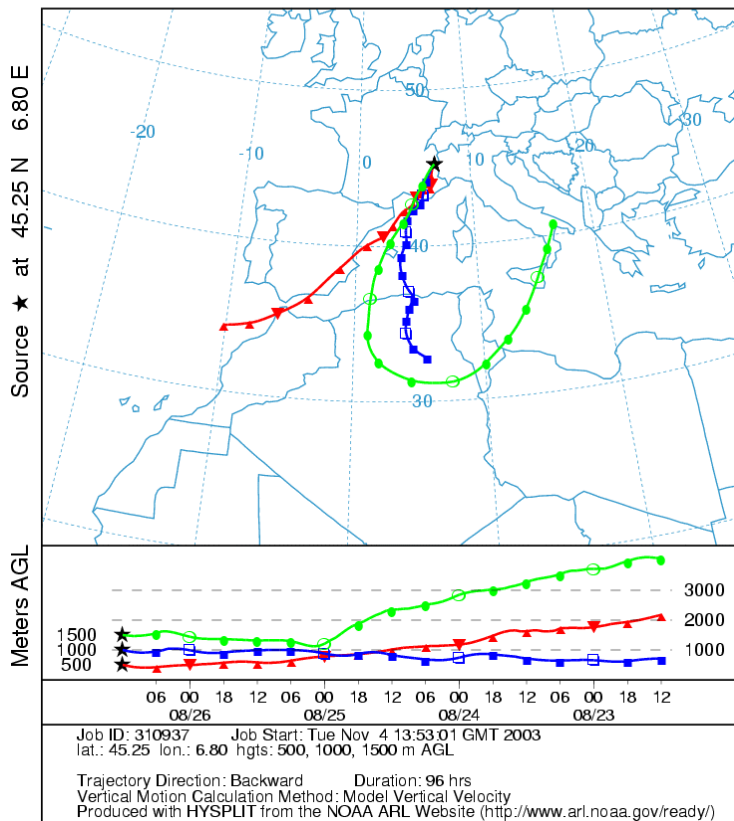 Source ★ at 45.25 N 6.80 E
50
-20
-10
0
10
20
30
40
30
Meters AGL
1500
1000
500
3000
2000
1000
06 00 18 12 06 00 18 12 06 00 18 12 06 00 18 12
08/26 08/25 08/24 08/23
Job ID: 310937 Job Start: Tue Nov 4 13:53:01 GMT 2003
lat.: 45.25 lon.: 6.80 hgts: 500, 1000, 1500 m AGL
Trajectory Direction: Backward Duration: 96 hrs
Vertical Motion Calculation Method: Model Vertical Velocity
Produced with HYSPLIT from the NOAA ARL Website (http://www.arl.noaa.gov/ready/)